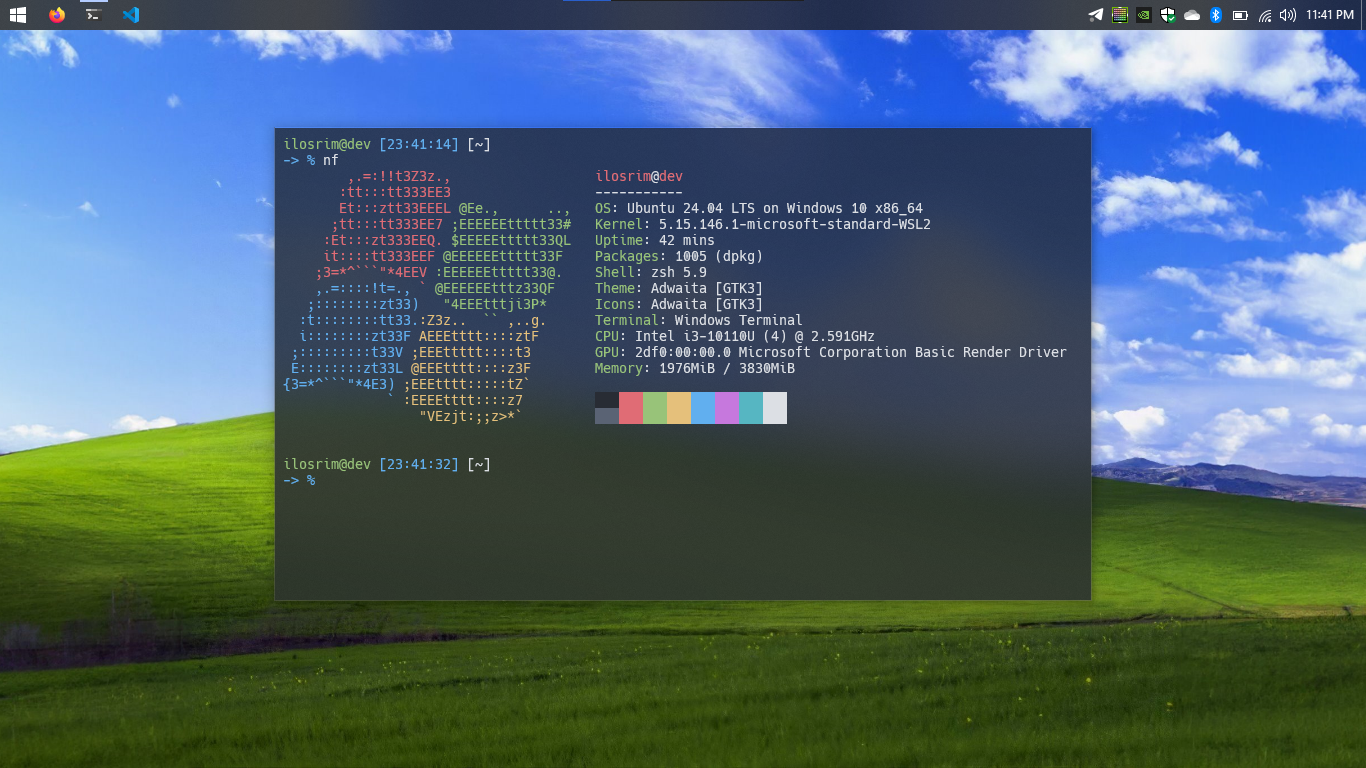 11:41 PM
ilosrim@dev [23:41:14] [~]
-> % nf
        ,.=:!!t3Z3z.,                  ilosrim@dev
       :tt:::tt333EE3                  -----------
       Et:::ztt33EEEL @Ee.,      ..,   OS: Ubuntu 24.04 LTS on Windows 10 x86_64
      ;tt:::tt333EE7 ;EEEEEEttttt33#   Kernel: 5.15.146.1-microsoft-standard-WSL2
     :Et:::zt333EEQ. $EEEEEttttt33QL   Uptime: 42 mins
     it::::tt333EEF @EEEEEEttttt33F    Packages: 1005 (dpkg)
    ;3=*^```"*4EEV :EEEEEEttttt33@.    Shell: zsh 5.9
    ,.=::::!t=., ` @EEEEEEtttz33QF     Theme: Adwaita [GTK3]
   ;::::::::zt33)   "4EEEtttji3P*      Icons: Adwaita [GTK3]
  :t::::::::tt33.:Z3z..  `` ,..g.      Terminal: Windows Terminal
  i::::::::zt33F AEEEtttt::::ztF       CPU: Intel i3-10110U (4) @ 2.591GHz
 ;:::::::::t33V ;EEEttttt::::t3        GPU: 2df0:00:00.0 Microsoft Corporation Basic Render Driver
 E::::::::zt33L @EEEtttt::::z3F        Memory: 1976MiB / 3830MiB
{3=*^```"*4E3) ;EEEtttt:::::tZ`
             ` :EEEEtttt::::z7
                 "VEzjt:;;z>*`
ilosrim@dev [23:41:32] [~]
-> %